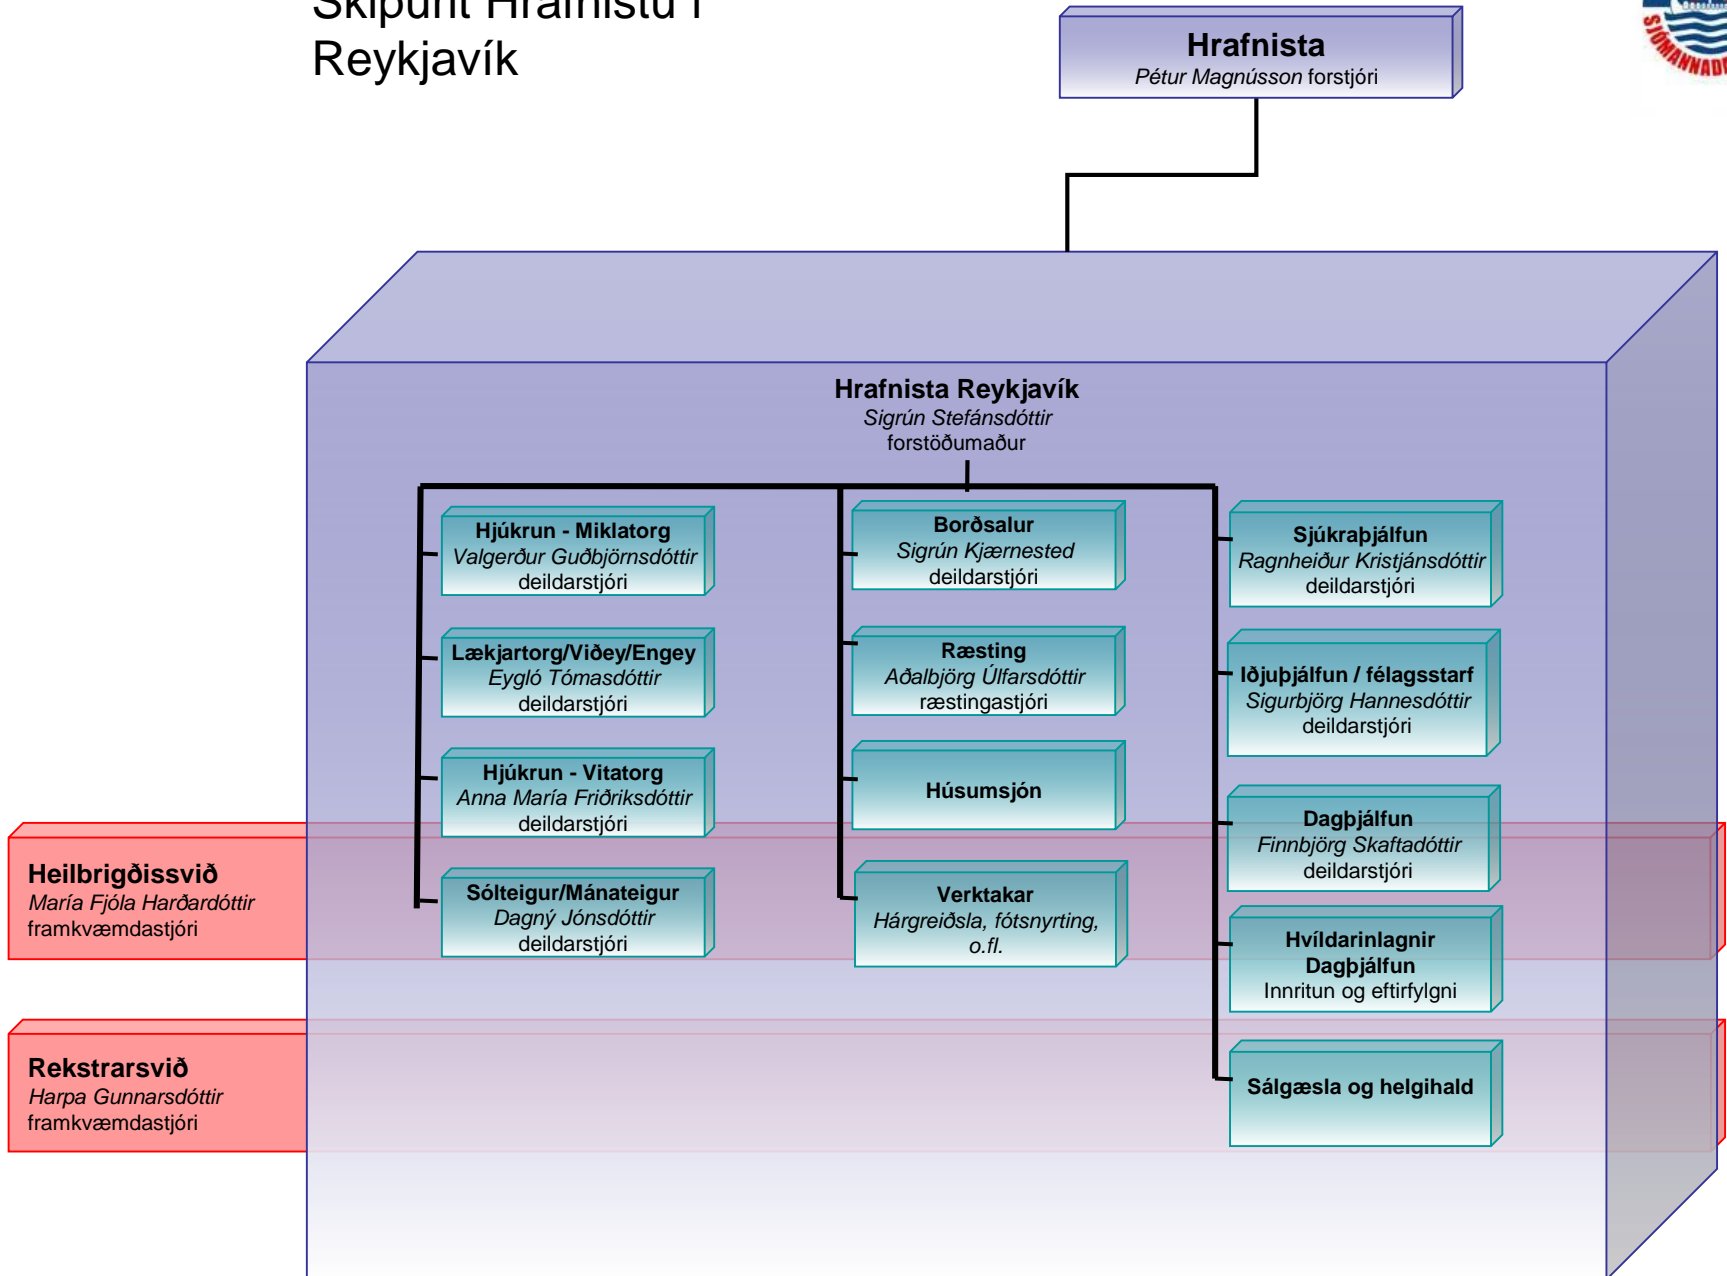 Skipurit Hrafnistu í
Reykjavík
Hrafnista
Pétur Magnússon forstjóri
Hrafnista Reykjavík
Sigrún Stefánsdóttir
forstöðumaður
Hjúkrun - Miklatorg
Valgerður Guðbjörnsdóttir
deildarstjóri
Lækjartorg/Viðey/Engey
Eygló Tómasdóttir
deildarstjóri
Hjúkrun - Vitatorg
Anna María Friðriksdóttir
deildarstjóri
Sólteigur/Mánateigur
Dagný Jónsdóttir
deildarstjóri
Borðsalur
Sigrún Kjærnested
deildarstjóri
Ræsting
Aðalbjörg Úlfarsdóttir
ræstingastjóri
Húsumsjón
Verktakar
Hárgreiðsla, fótsnyrting,
o.fl.
Sjúkraþjálfun
Ragnheiður Kristjánsdóttir
deildarstjóri
Iðjuþjálfun / félagsstarf
Sigurbjörg Hannesdóttir
deildarstjóri
Dagþjálfun
Finnbjörg Skaftadóttir
deildarstjóri
Hvíldarinlagnir
Dagþjálfun
Innritun og eftirfylgni
Sálgæsla og helgihald
Heilbrigðissvið
María Fjóla Harðardóttir
framkvæmdastjóri
Rekstrarsvið
Harpa Gunnarsdóttir
framkvæmdastjóri